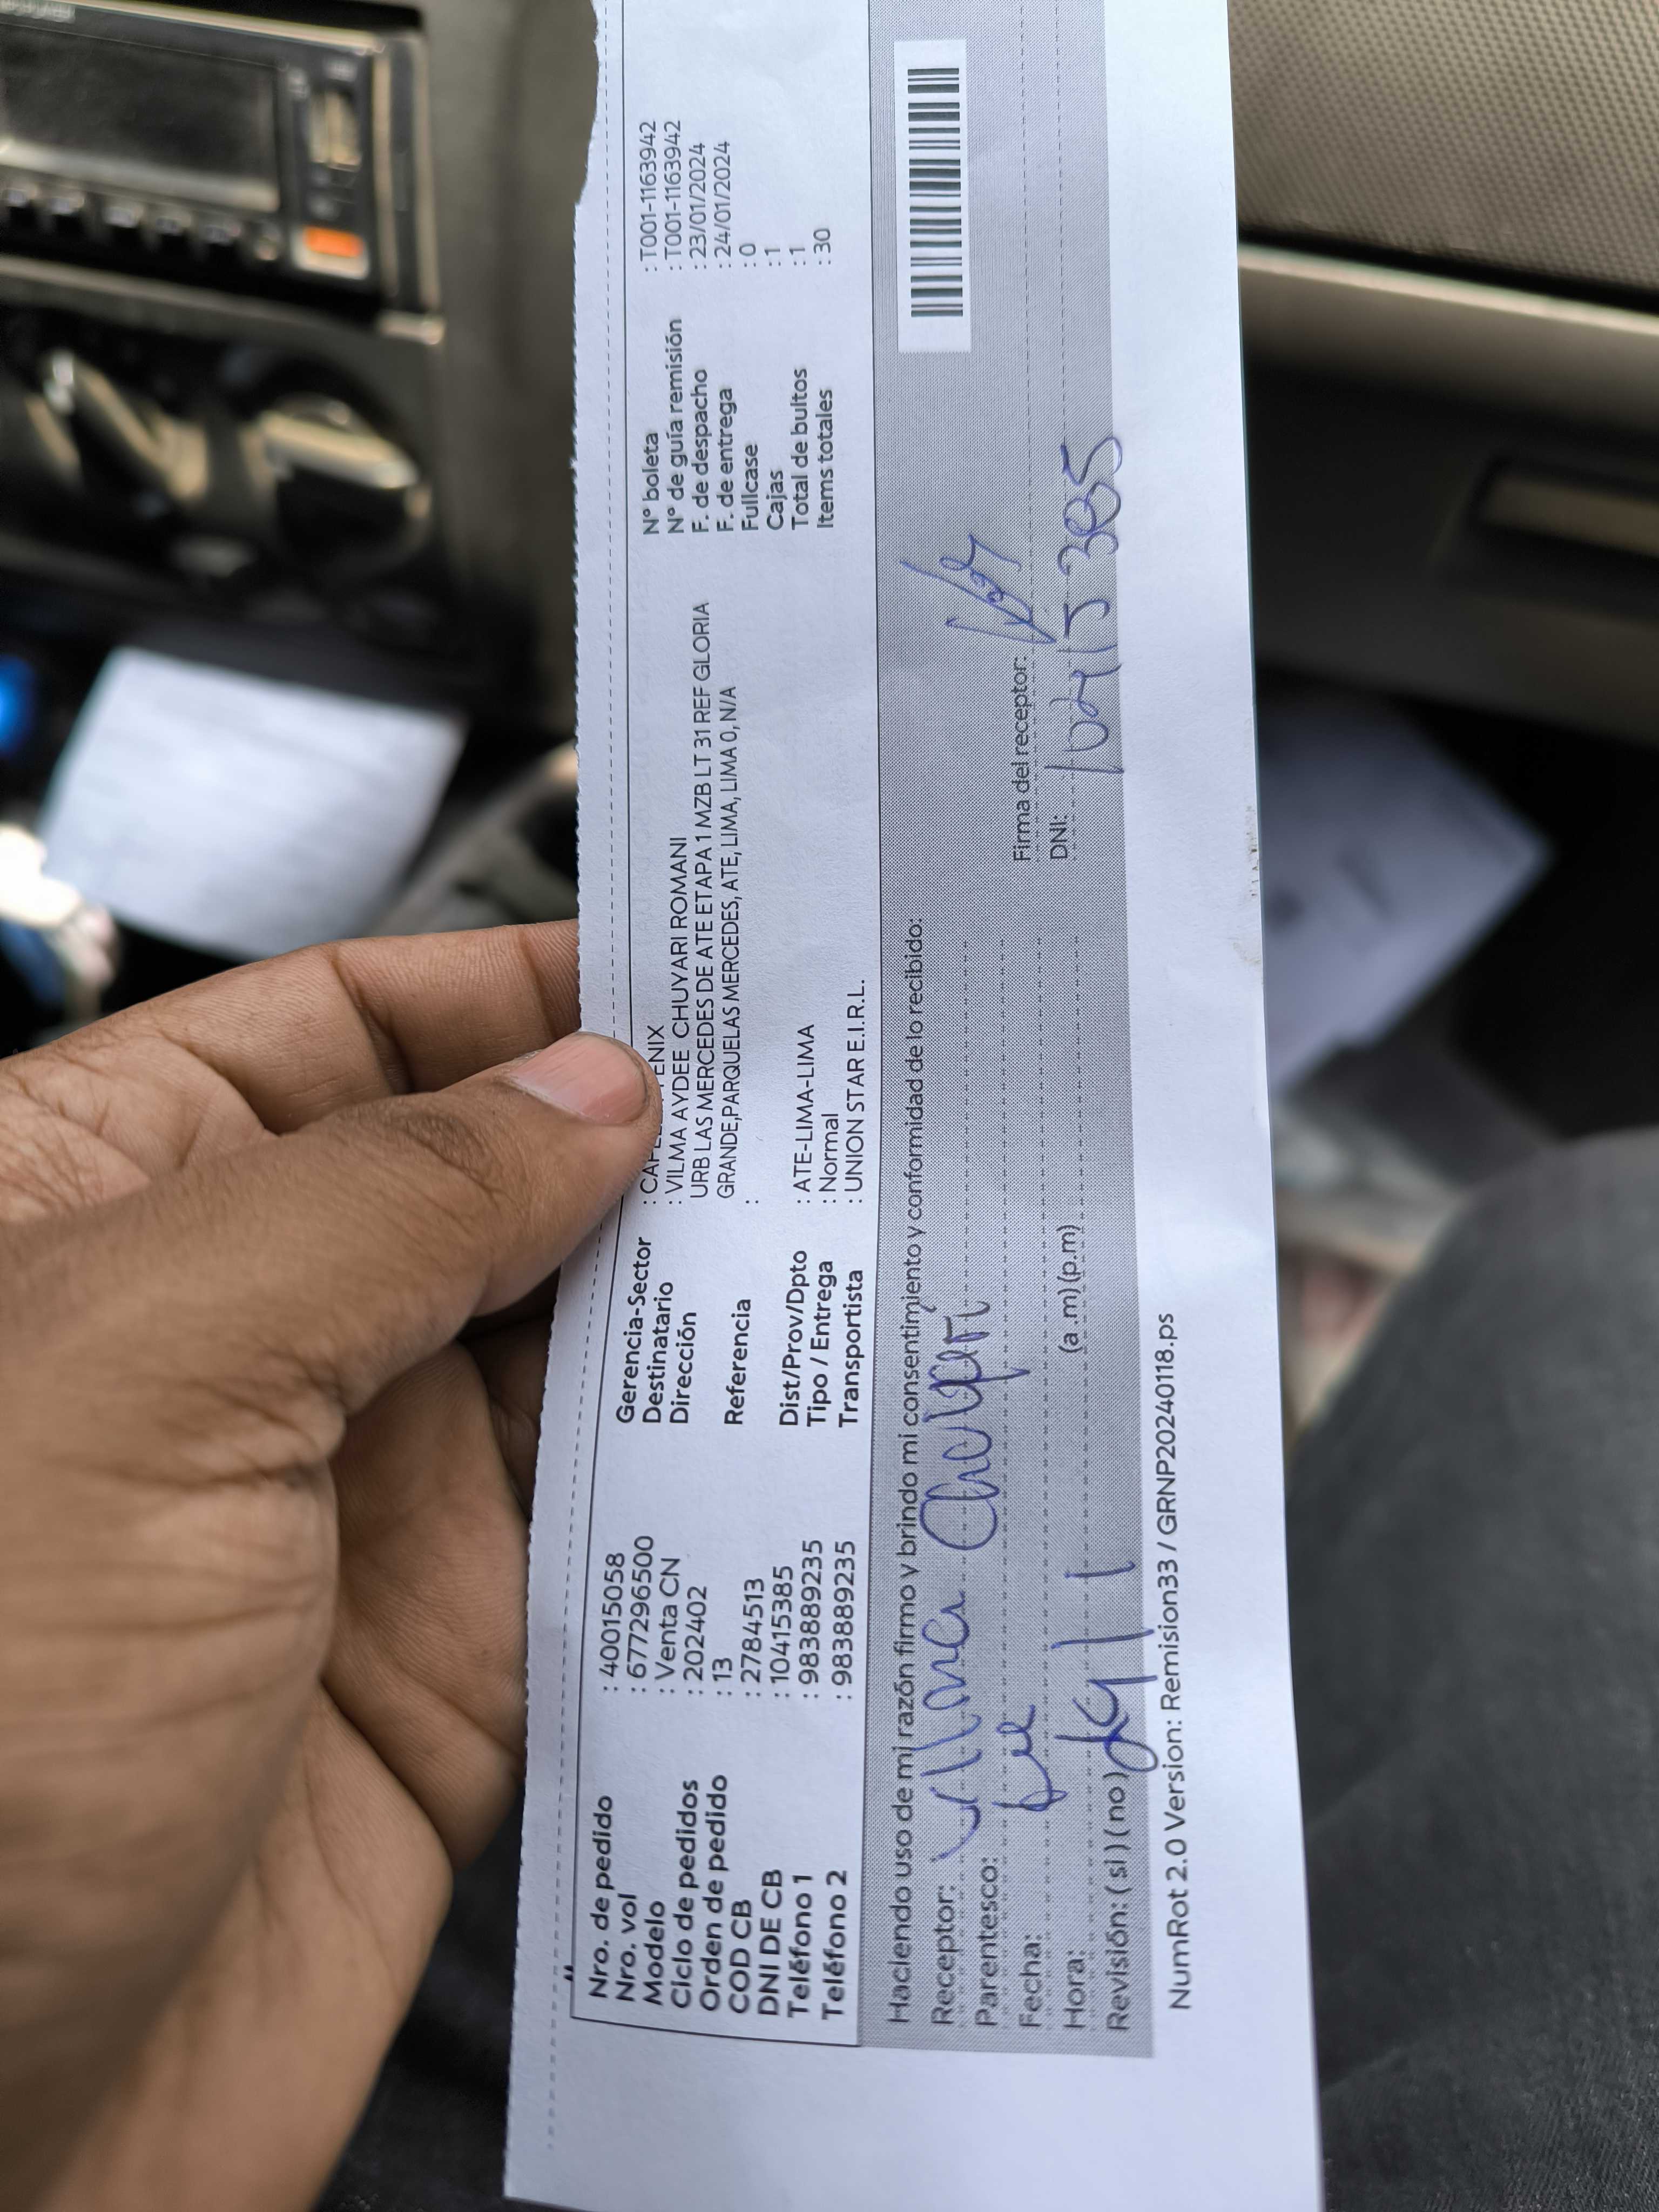 Nro. de pedido : 40015058
Nro. vol : 677296500
Modelo : Venta CN
Ciclo de pedidos : 202402
Orden de pedido : 13
COD CB : 2784513
DNI DE CB : 10415385
Teléfono 1 : 983889235
Teléfono 2 : 983889235
Gerencia-Sector : ENIX
Destinatario : VILMA AYDEE CHUYARI ROMANI
Dirección URB LAS MERCEDES DE ATE ETAPA 1 MZB LT 31 REF GLORIA
GRANDE,PARQUELAS MERCEDES, ATE, LIMA, LIMA 0, N/A
Referencia :
Dist/Prov/Dpto : ATE-LIMA-LIMA
Tipo / Entrega : Normal
Transportista : UNION STAR E.I.R.L.
N° boleta : T001-1163942
N° de guía remisión : T001-1163942
F. de despacho : 23/01/2024
F. de entrega : 24/01/2024
Fullcase : 0
Cajas : 1
Total de bultos : 1
Items totales : 30
Haciendo uso de mi razón firmo y brindo mi consentimiento y conformidad de lo recibido:
Receptor: Vilma Chuyari
Parentesco:
Fecha:
Hora: (a .m) (p.m)
Revisión: ( si ) ( no )
Firma del receptor:
DNI: 10415385
NumRot 2.0 Version: Remision33 / GRNP20240118.ps